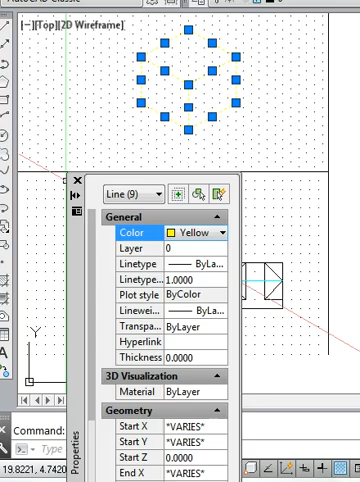 AutoCAD Classic
[−][Top][2D Wireframe]
Line (9)
General
Color Yellow
Layer 0
Linetype ByLa...
Linetype... 1.0000
Plot style ByColor
Linewei... ByLa...
Transpa... ByLayer
Hyperlink
Thickness 0.0000
3D Visualization
Material ByLayer
Geometry
Start X *VARIES*
Start Y *VARIES*
Start Z 0.0000
End X *VARIES*
Properties
Y
A
Command:
Type
19.8221, 4.7420